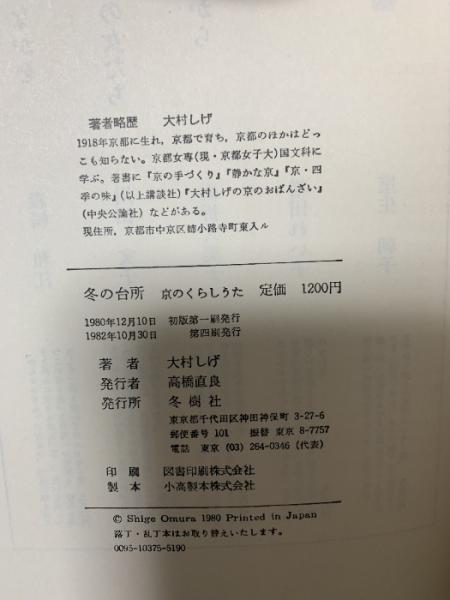 著者略歴　大村しげ
1918年京都に生れ，京都で育ち，京都のほかはどっ
こも知らない。京都女専(現・京都女子大)国文科に
学ぶ。著書に『京の手づくり』『静かな京』『京・四
季の味』(以上講談社)『大村しげの京のおばんざい』
(中央公論社)などがある。
現住所，京都市中京区姉小路寺町東入ル
冬の台所　京のくらしうた　定価　1200円
1980年12月10日　初版第一刷発行
1982年10月30日　第四刷発行
著者　大村しげ
発行者　高橋直良
発行所　冬樹社
東京都千代田区神田神保町 3-27-6
郵便番号 101　振替 東京 8-7757
電話　東京 (03) 264-0346 (代表)
印刷　図書印刷株式会社
製本　小高製本株式会社
© Shige Omura 1980 Printed in Japan
落丁・乱丁本はお取り替えいたします。
0095-10375-5190